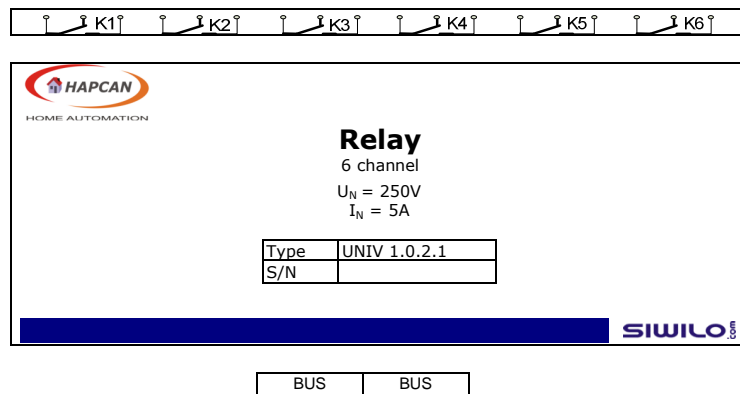 K1 K2 K3 K4 K5 K6
HAPCAN
HOME AUTOMATION
Relay
6 channel
UN = 250V
IN = 5A
Type UNIV 1.0.2.1
S/N
SIWILO.com
BUS BUS